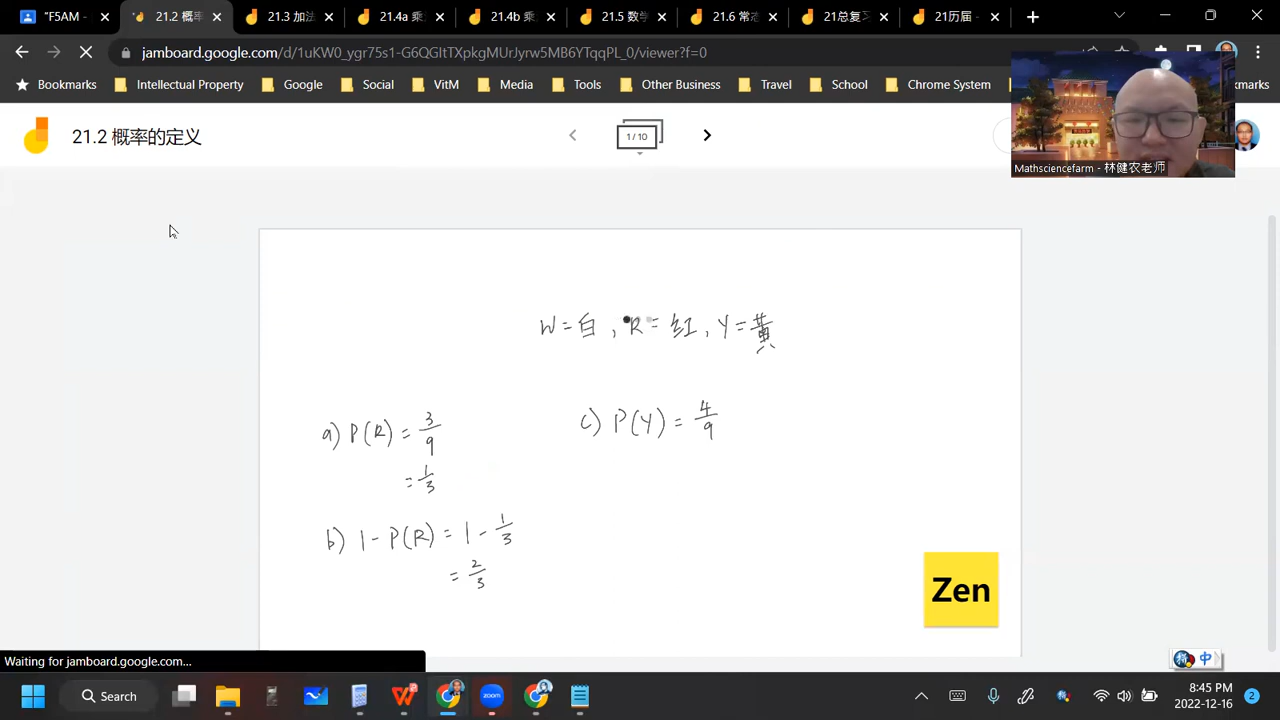 "F5AM
21.2 概率
21.3 加法
21.4a 乘
21.4b 乘
21.5 数学
21.6 常态
21总复习
21历届 -
jamboard.google.com/d/1uKW0_ygr75s1-G6QGltTXpkgMUrJnw5MB6YTqqPL_0/viewer?f=0
Bookmarks
Intellectual Property
Google
Social
VitM
Media
Tools
Other Business
Travel
School
Chrome System
kmarks
21.2 概率的定义
1/10
Mathsciencefarm - 林健农老师
W = 白 , R = 红 , Y = 黄
a) P(R) = 3/9
= 1/3
b) 1 - P(R) = 1 - 1/3
= 2/3
c) P(Y) = 4/9
Zen
Waiting for jamboard.google.com...
中
Search
zoom
8:45 PM
2022-12-16
2